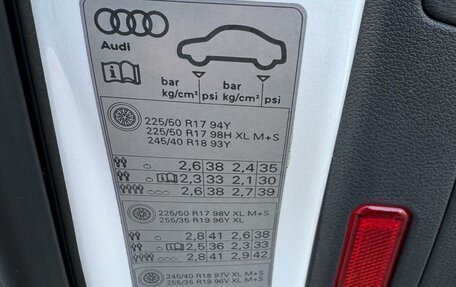 Audi
bar bar
kg/cm² psi kg/cm² psi
225/50 R17 94Y
225/50 R17 98H XL M+S
245/40 R18 93Y
2,6 38 2,4 35
2,3 33 2,1 30
2,6 38 2,7 39
225/50 R17 98V XL M+S
255/35 R19 96Y XL
2,8 41 2,6 38
2,5 36 2,3 33
2,8 41 2,9 42
245/40 R18 97V XL M+S
255/35 R19 96V XL M+S